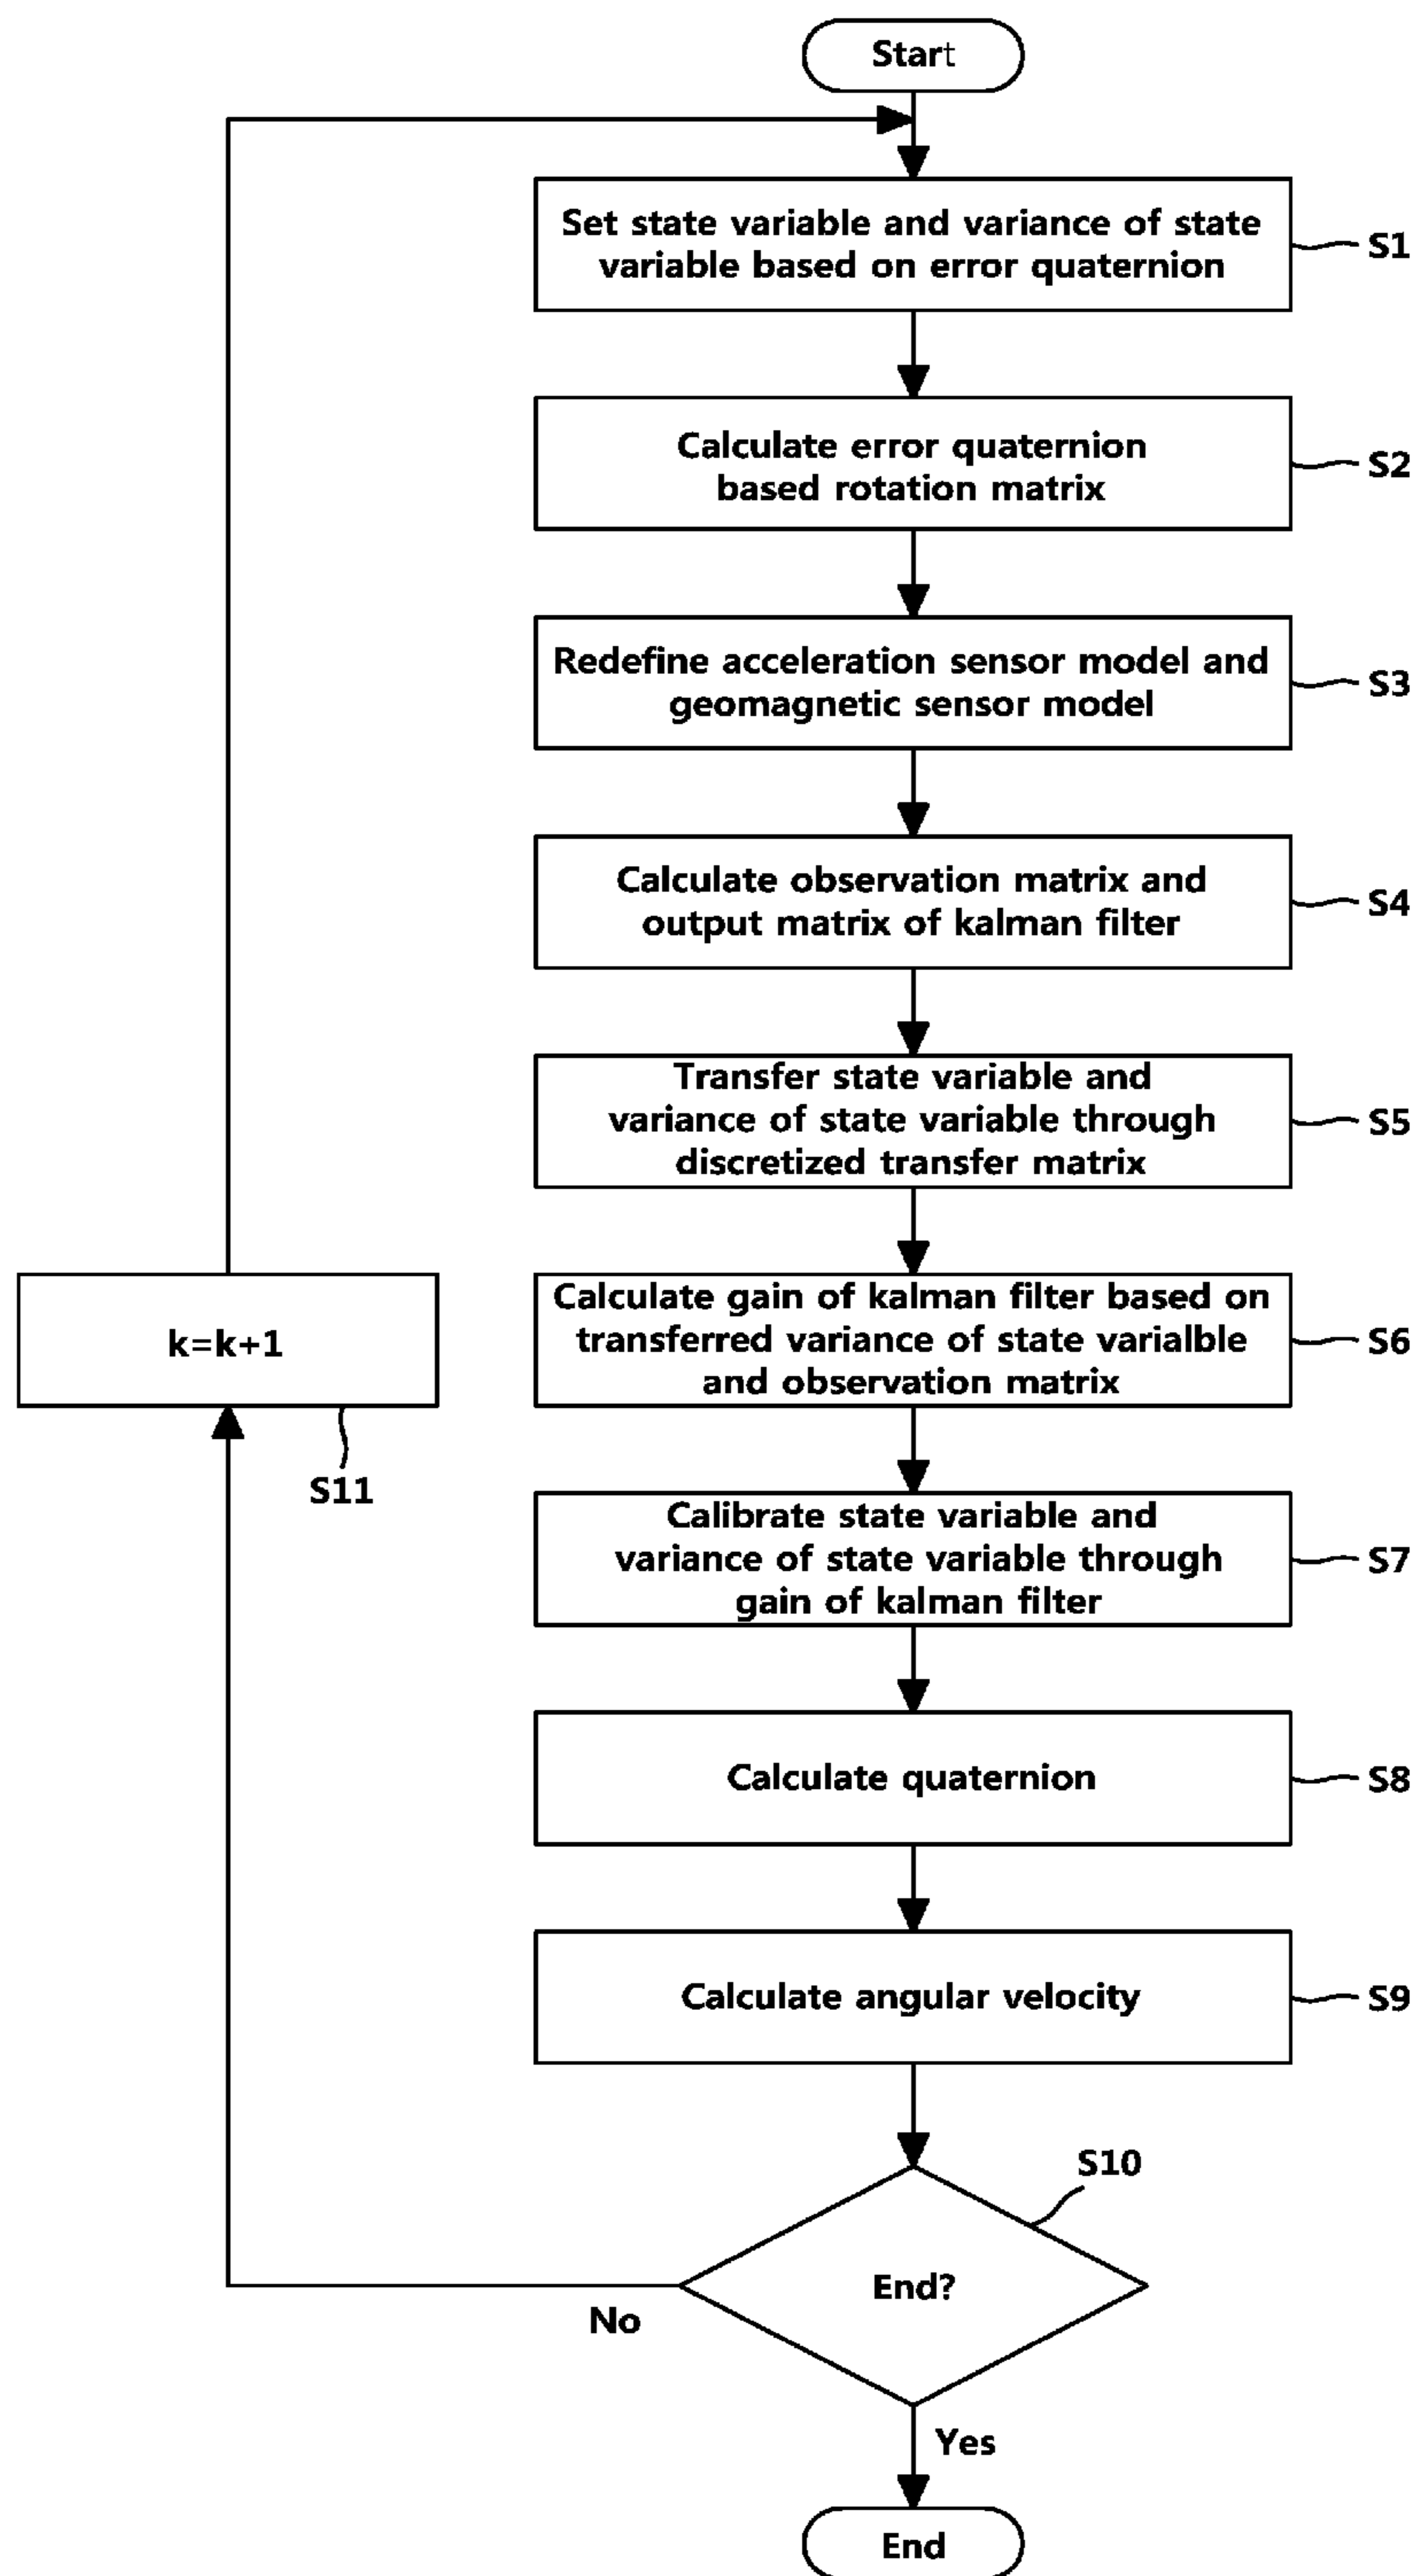 Start
Set state variable and variance of state
variable based on error quaternion
S1
Calculate error quaternion
based rotation matrix
S2
Redefine acceleration sensor model and
geomagnetic sensor model
S3
Calculate observation matrix and
output matrix of kalman filter
S4
Transfer state variable and
variance of state variable through
discretized transfer matrix
S5
Calculate gain of kalman filter based on
transferred variance of state varialble
and observation matrix
S6
k=k+1
S11
Calibrate state variable and
variance of state variable through
gain of kalman filter
S7
Calculate quaternion
S8
Calculate angular velocity
S9
S10
End?
No
Yes
End